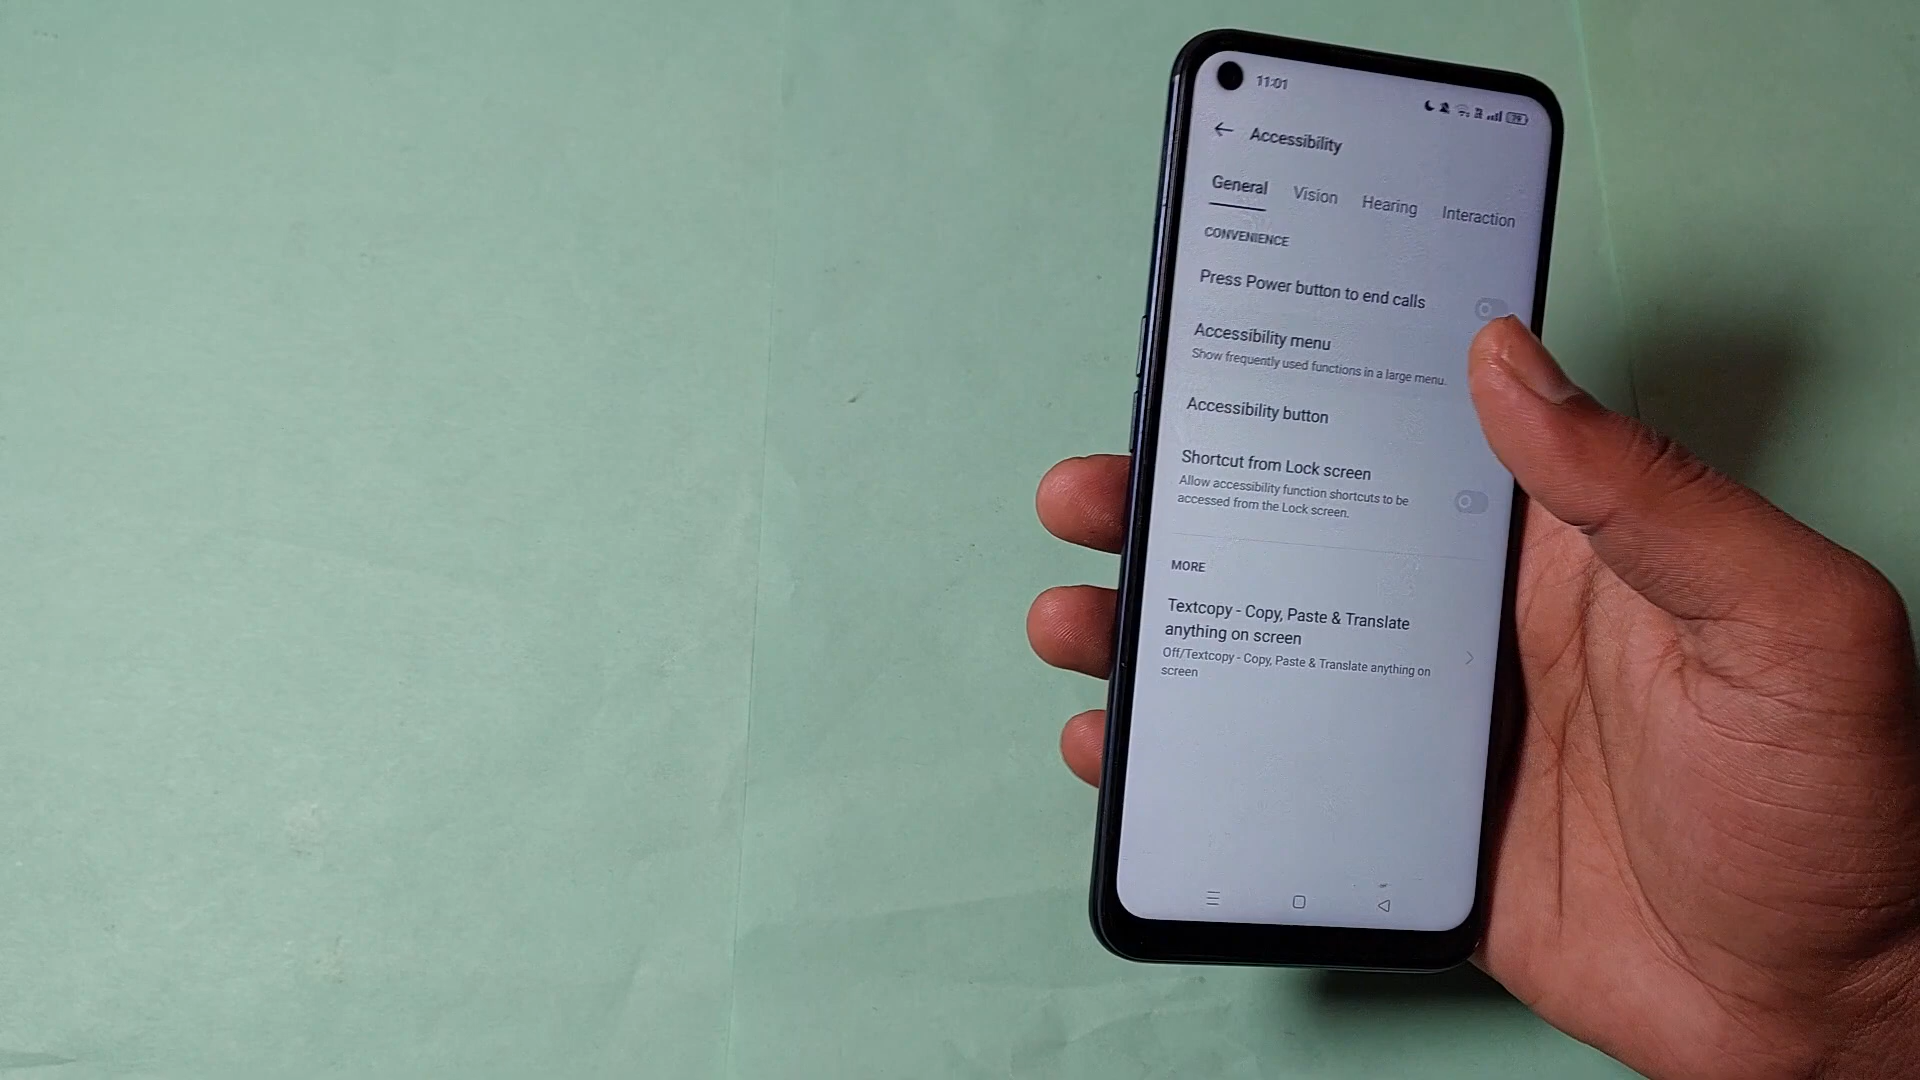 11:01
79
Accessibility
General Vision Hearing Interaction
CONVENIENCE
Press Power button to end calls
Accessibility menu
Show frequently used functions in a large menu.
Accessibility button
Shortcut from Lock screen
Allow accessibility function shortcuts to be
accessed from the Lock screen.
MORE
Textcopy - Copy, Paste & Translate
anything on screen
Off/Textcopy - Copy, Paste & Translate anything on
screen